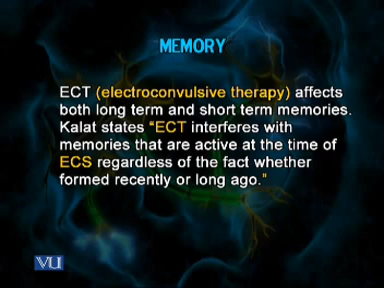 MEMORY
ECT (electroconvulsive therapy) affects
both long term and short term memories.
Kalat states "ECT interferes with
memories that are active at the time of
ECS regardless of the fact whether
formed recently or long ago."
VU